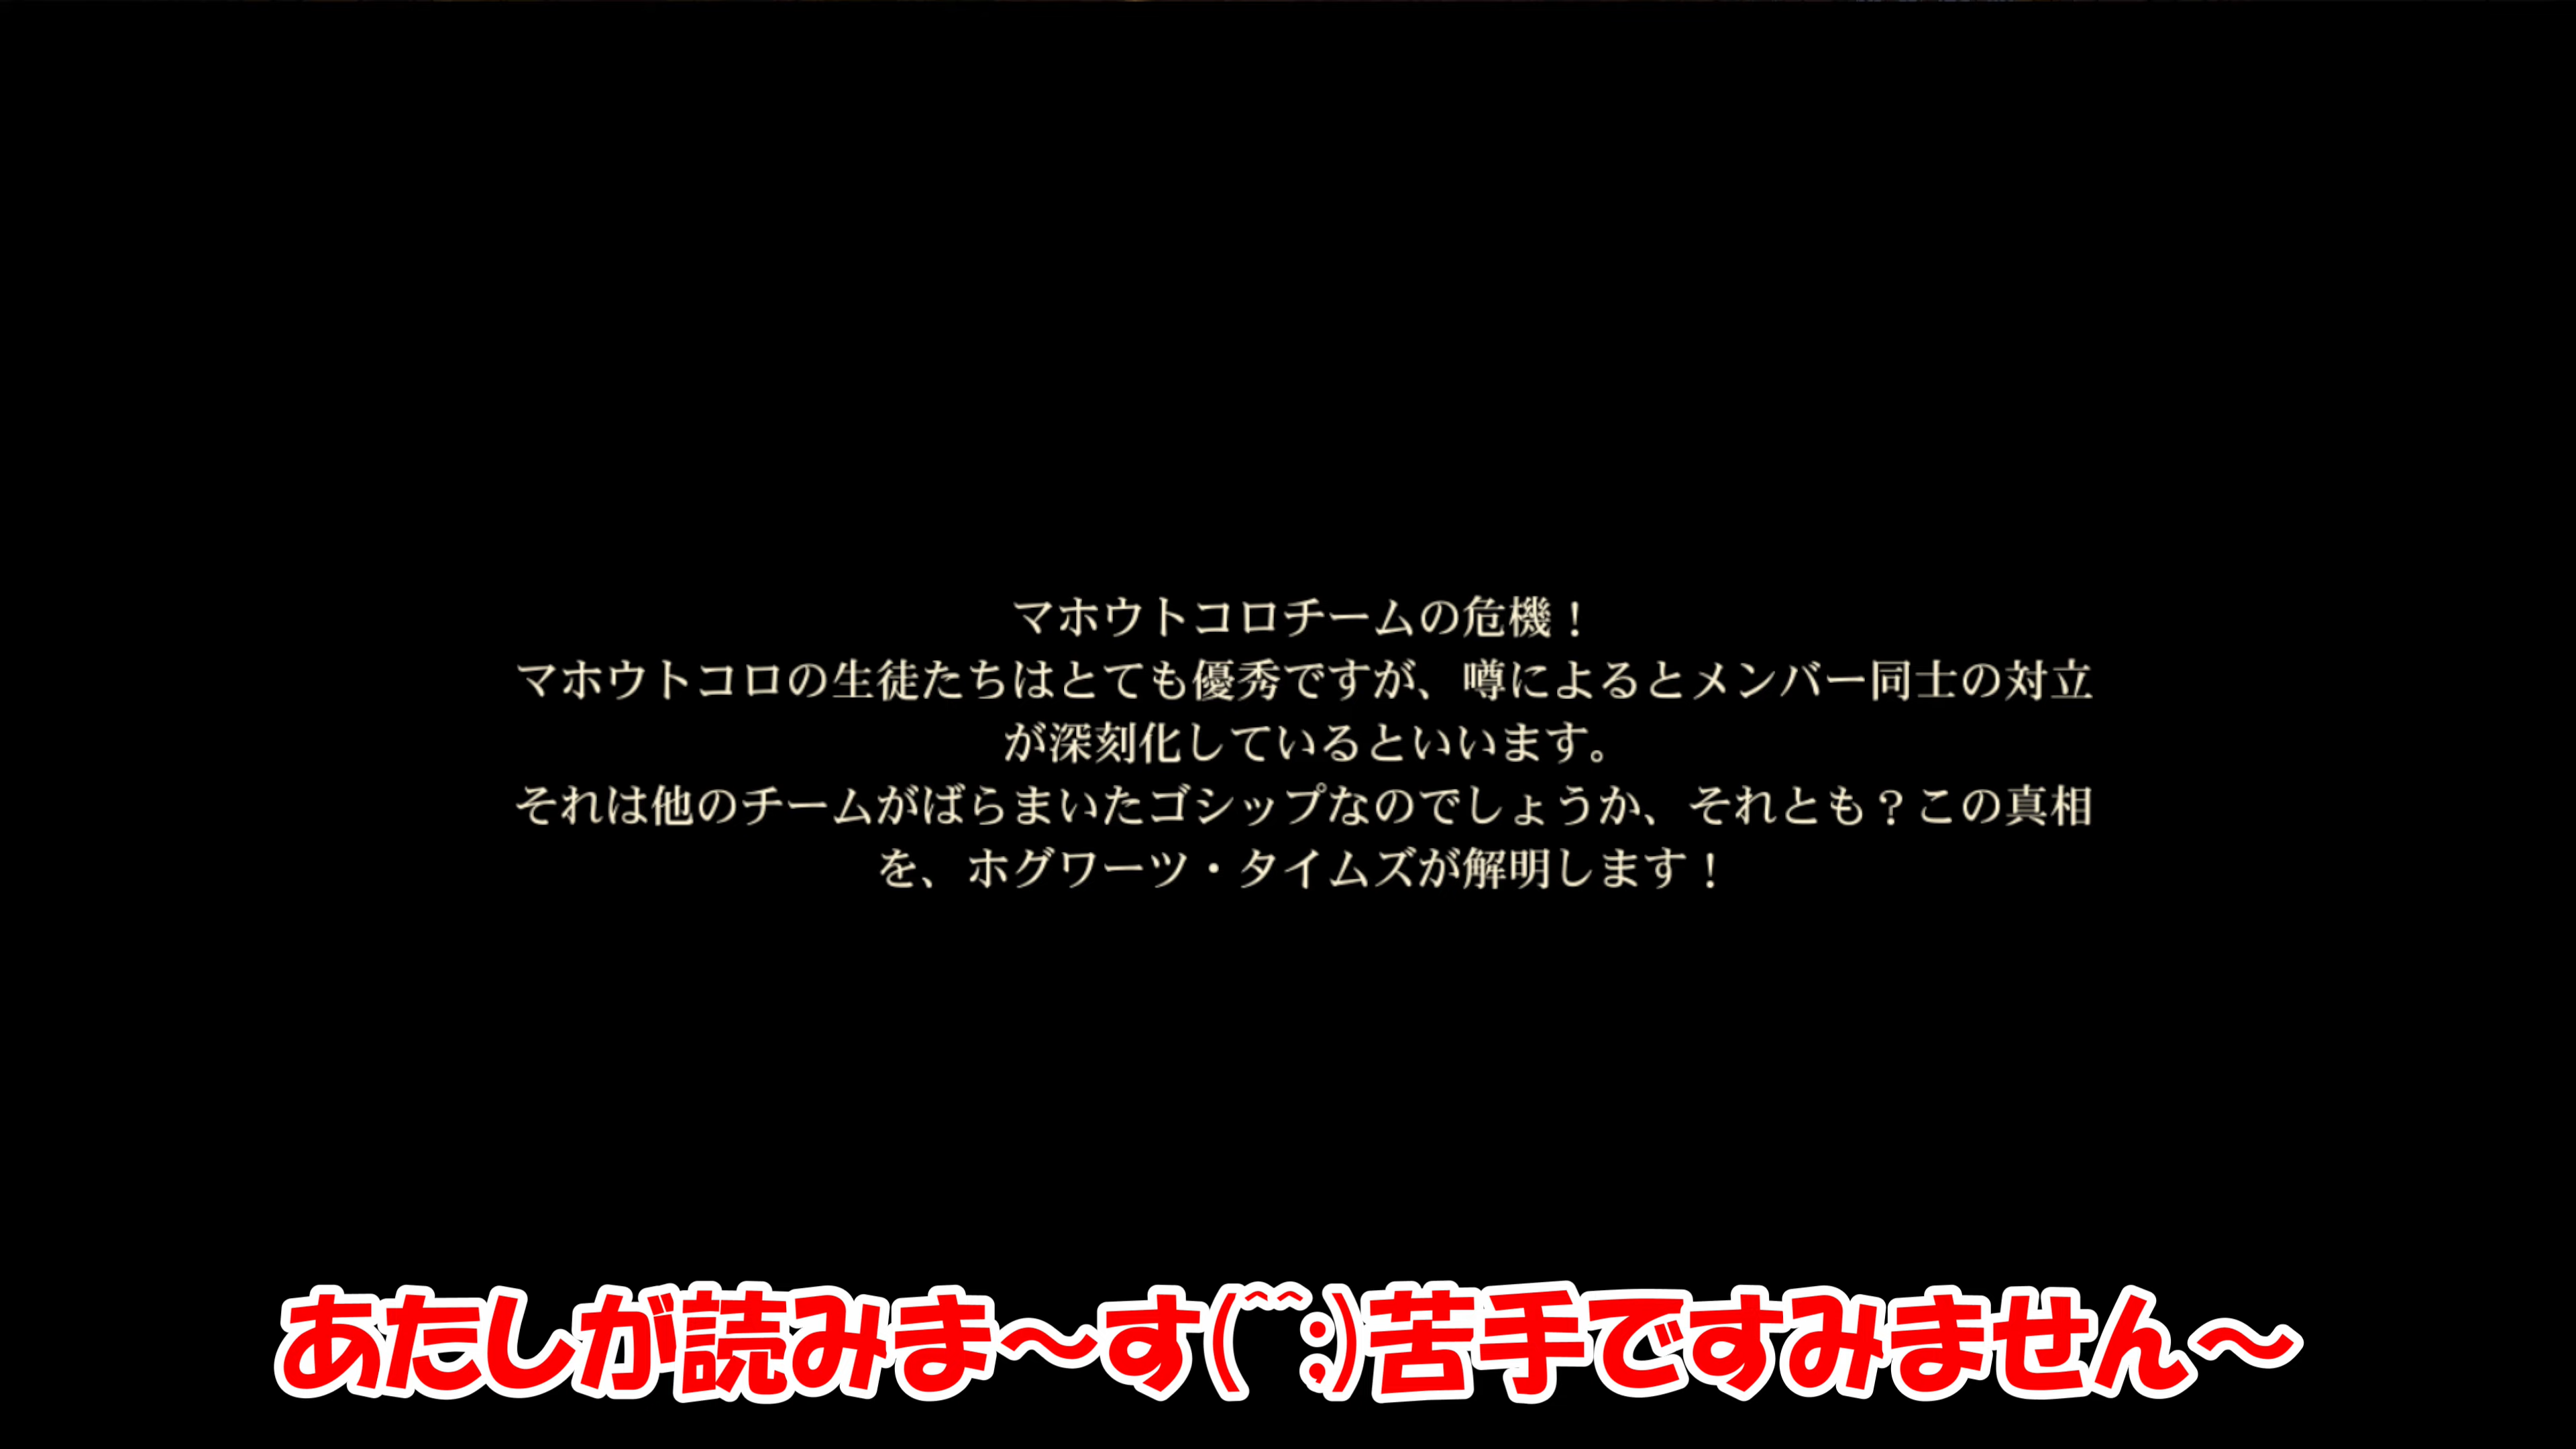 マホウトコロチームの危機！
マホウトコロの生徒たちはとても優秀ですが、噂によるとメンバー同士の対立
が深刻化しているといいます。
それは他のチームがばらまいたゴシップなのでしょうか、それとも？この真相
を、ホグワーツ・タイムズが解明します！
あたしが読みま～す(^^;)苦手ですみません～